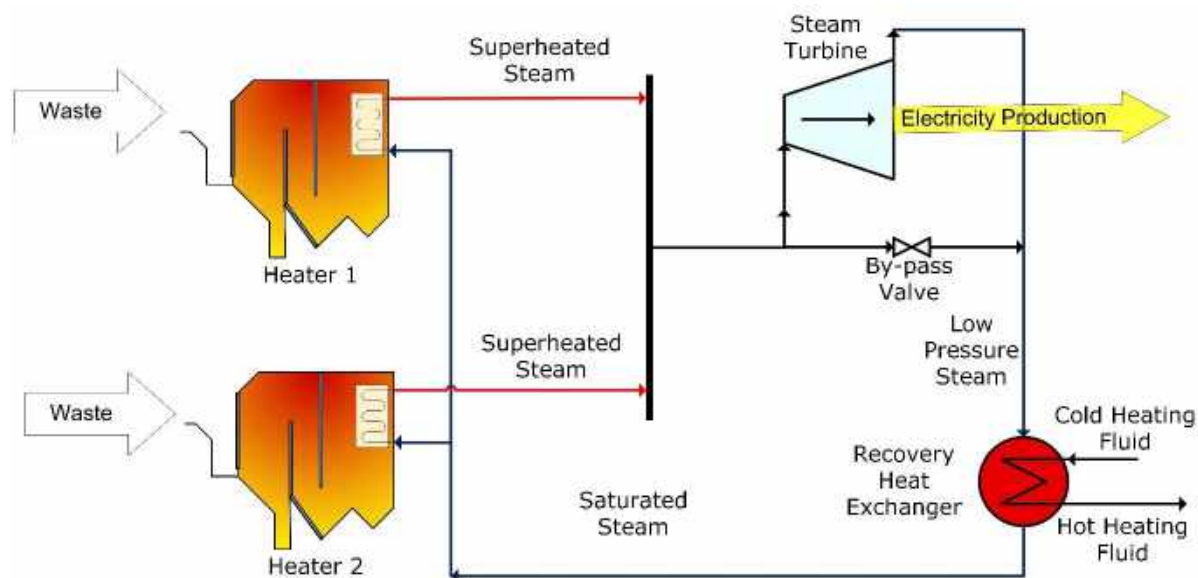 Steam
Turbine
Superheated
Steam
Waste
Electricity Production
Heater 1
By-pass
Valve
Superheated
Steam
Low
Pressure
Steam
Waste
Cold Heating
Fluid
Recovery
Heat
Exchanger
Saturated
Steam
Hot Heating
Fluid
Heater 2